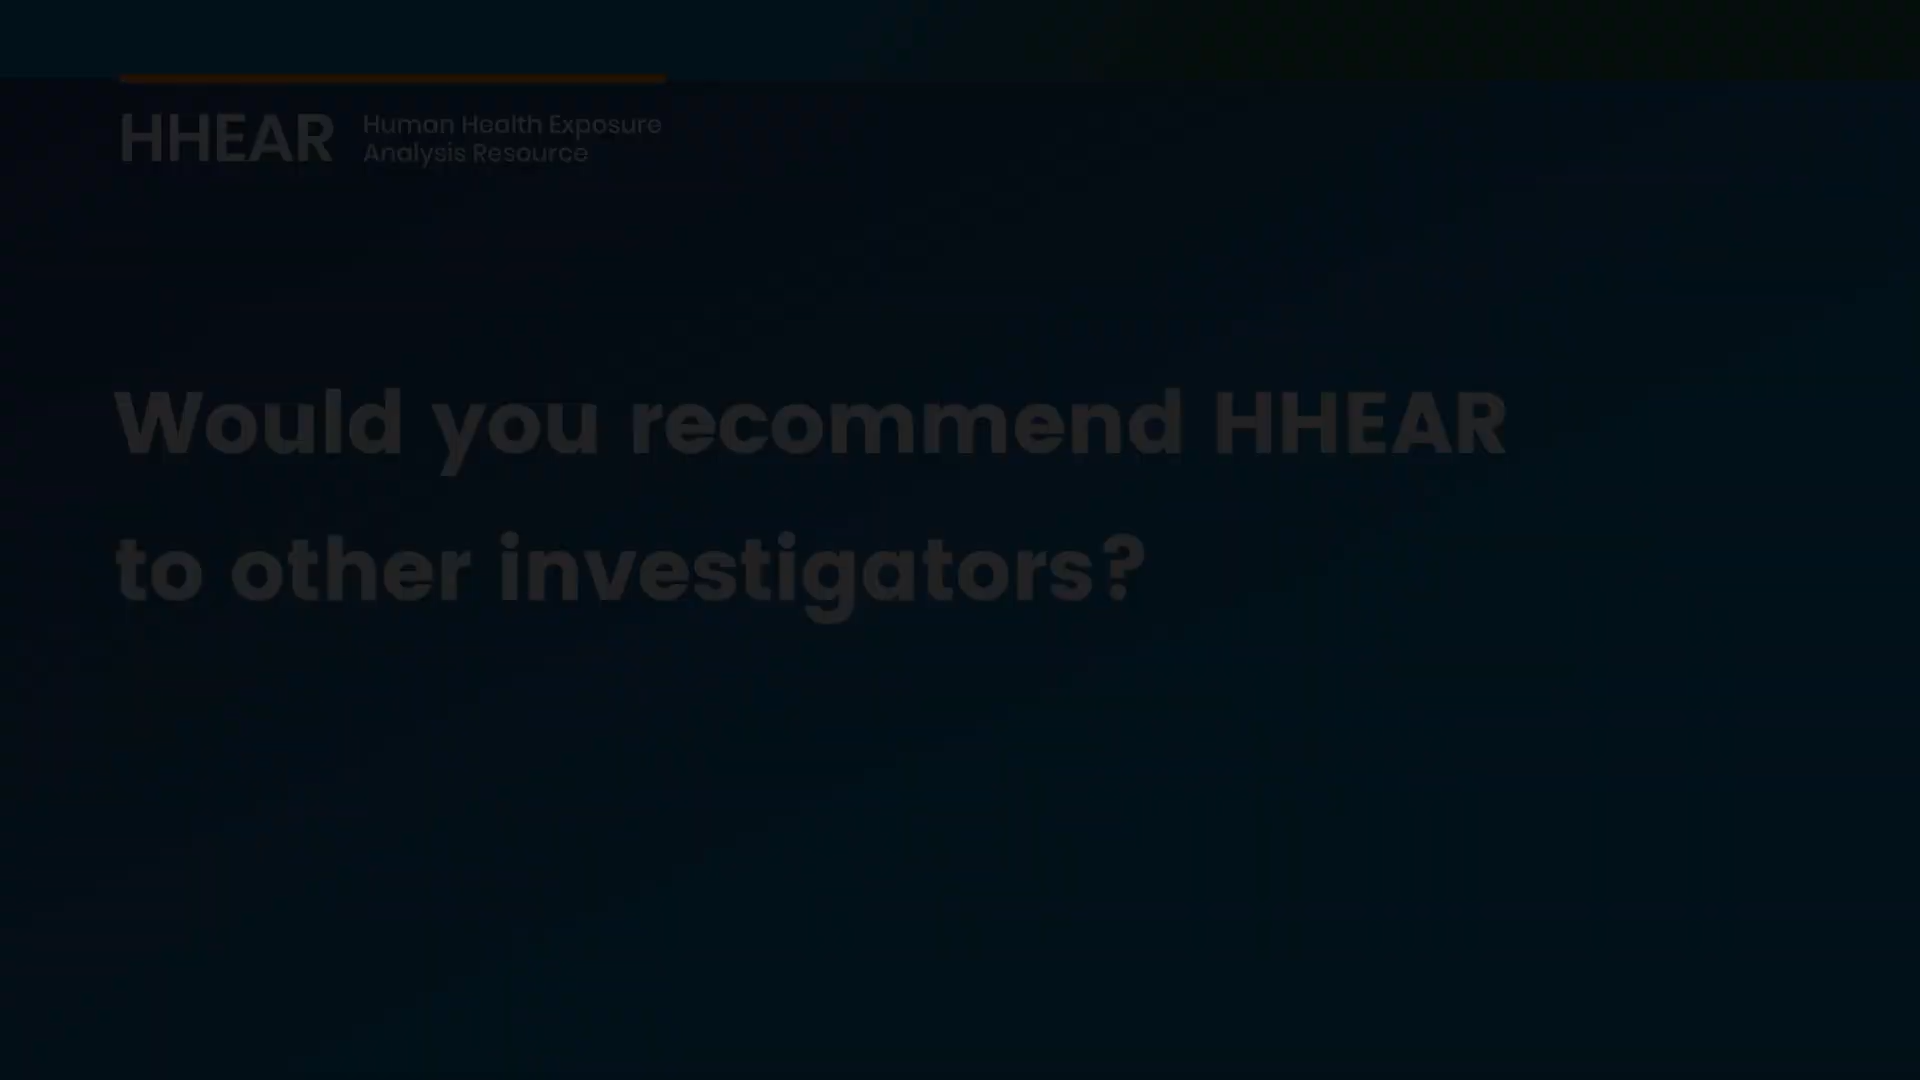 HHEAR
Human Health Exposure
Analysis Resource
Would you recommend HHEAR
to other investigators?